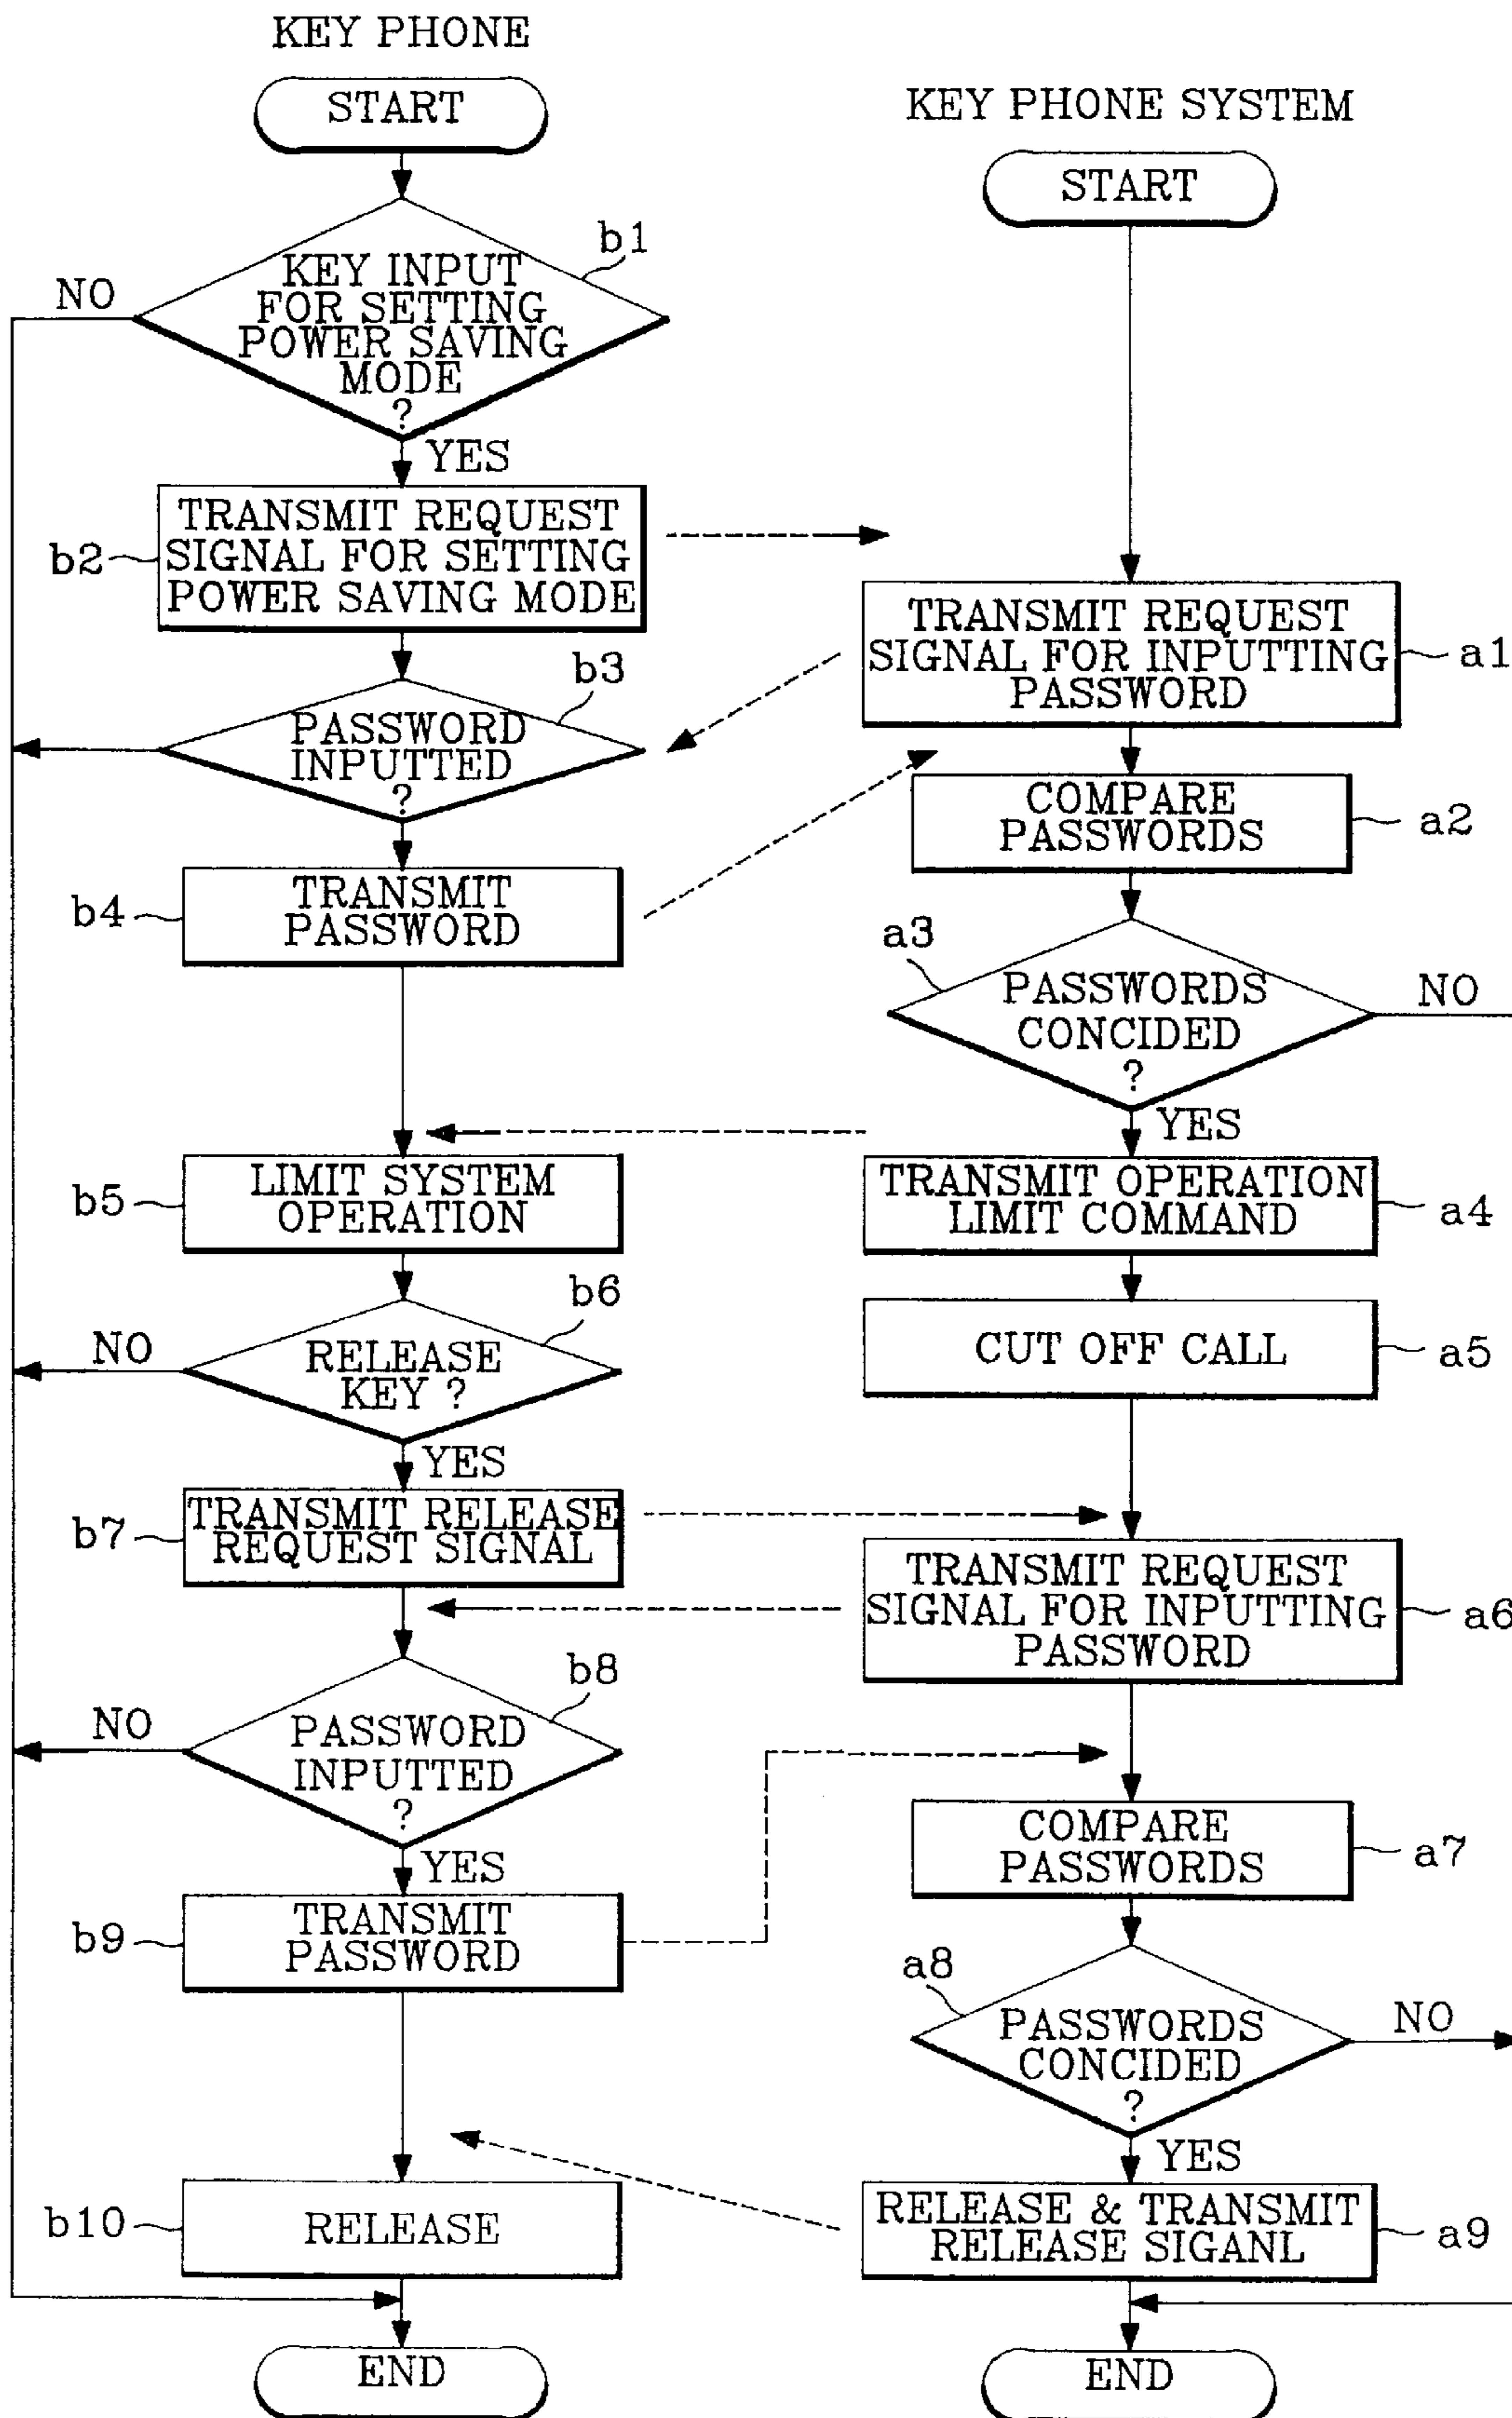 KEY PHONE
START
b1
KEY INPUT
FOR SETTING
POWER SAVING
MODE
?
NO
YES
b2
TRANSMIT REQUEST
SIGNAL FOR SETTING
POWER SAVING MODE
b3
PASSWORD
INPUTTED
?
b4
TRANSMIT
PASSWORD
b5
LIMIT SYSTEM
OPERATION
b6
RELEASE
KEY ?
NO
YES
b7
TRANSMIT RELEASE
REQUEST SIGNAL
b8
PASSWORD
INPUTTED
?
NO
YES
b9
TRANSMIT
PASSWORD
b10
RELEASE
END
KEY PHONE SYSTEM
START
TRANSMIT REQUEST
SIGNAL FOR INPUTTING
PASSWORD
a1
COMPARE
PASSWORDS
a2
a3
PASSWORDS
CONCIDED
?
NO
YES
TRANSMIT OPERATION
LIMIT COMMAND
a4
CUT OFF CALL
a5
TRANSMIT REQUEST
SIGNAL FOR INPUTTING
PASSWORD
a6
COMPARE
PASSWORDS
a7
a8
PASSWORDS
CONCIDED
?
NO
YES
RELEASE & TRANSMIT
RELEASE SIGANL
a9
END